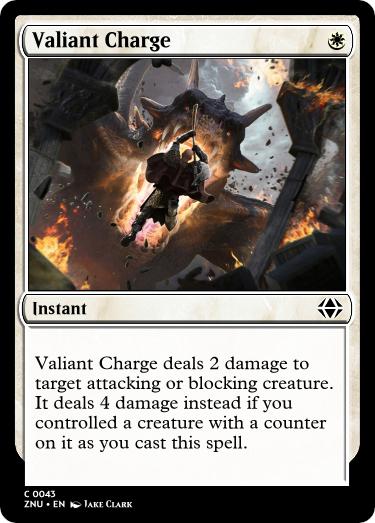 Valiant Charge
Instant
Valiant Charge deals 2 damage to
target attacking or blocking creature.
It deals 4 damage instead if you
controlled a creature with a counter
on it as you cast this spell.
C 0043
ZNU • EN Jake Clark